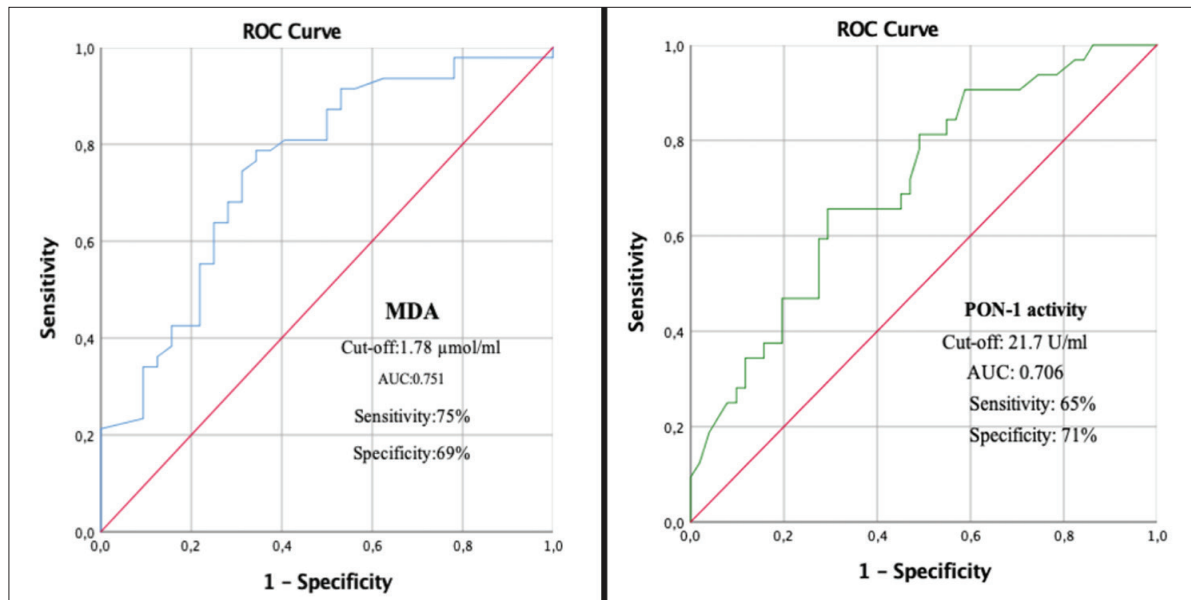 ROC Curve
1,0
0,8
0,6
0,4
0,2
0,0
0,0 0,2 0,4 0,6 0,8 1,0
Sensitivity
1 - Specificity
MDA
Cut-off:1.78 µmol/ml
AUC:0.751
Sensitivity:75%
Specificity:69%
ROC Curve
1,0
0,8
0,6
0,4
0,2
0,0
0,0 0,2 0,4 0,6 0,8 1,0
Sensitivity
1 - Specificity
PON-1 activity
Cut-off: 21.7 U/ml
AUC: 0.706
Sensitivity: 65%
Specificity: 71%